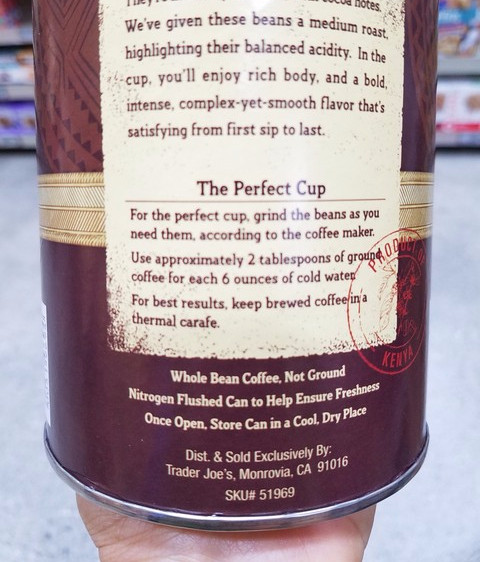 cocoa notes.
We've given these beans a medium roast,
highlighting their balanced acidity. In the
cup, you'll enjoy rich body, and a bold,
intense, complex-yet-smooth flavor that's
satisfying from first sip to last.
The Perfect Cup
For the perfect cup, grind the beans as you
need them, according to the coffee maker.
Use approximately 2 tablespoons of ground
coffee for each 6 ounces of cold water.
For best results, keep brewed coffee in a
thermal carafe.
PRODUCT OF
KENYA
Whole Bean Coffee, Not Ground
Nitrogen Flushed Can to Help Ensure Freshness
Once Open, Store Can in a Cool, Dry Place
Dist. & Sold Exclusively By:
Trader Joe's, Monrovia, CA 91016
SKU# 51969